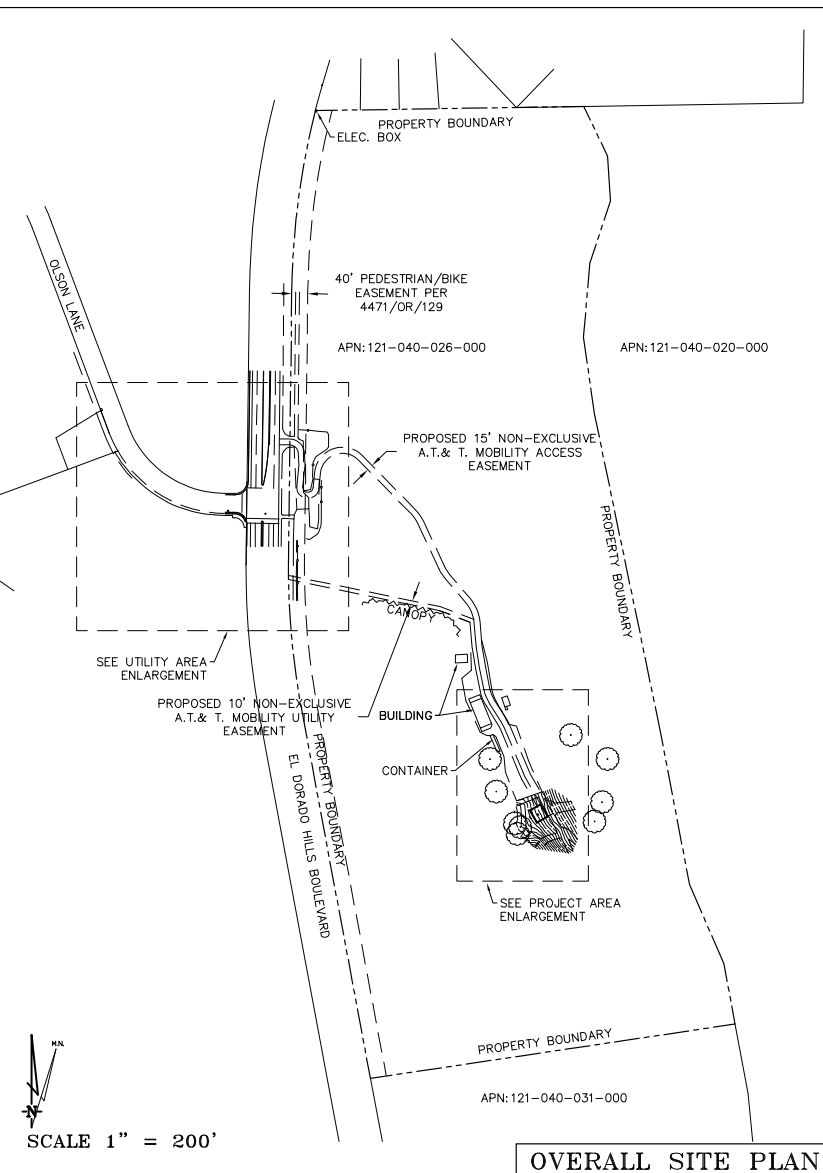 PROPERTY BOUNDARY
ELEC. BOX
OLSON LANE
40' PEDESTRIAN/BIKE
EASEMENT PER
4471/OR/129
APN:121-040-026-000
APN:121-040-020-000
PROPOSED 15' NON-EXCLUSIVE
A.T.& T. MOBILITY ACCESS
EASEMENT
PROPERTY BOUNDARY
CANOPY
SEE UTILITY AREA
ENLARGEMENT
PROPOSED 10' NON-EXCLUSIVE
A.T.& T. MOBILITY UTILITY
EASEMENT
BUILDING
PROPERTY BOUNDARY
EL DORADO HILLS BOULEVARD
CONTAINER
SEE PROJECT AREA
ENLARGEMENT
PROPERTY BOUNDARY
M.N.
N
APN:121-040-031-000
SCALE 1" = 200'
OVERALL SITE PLAN